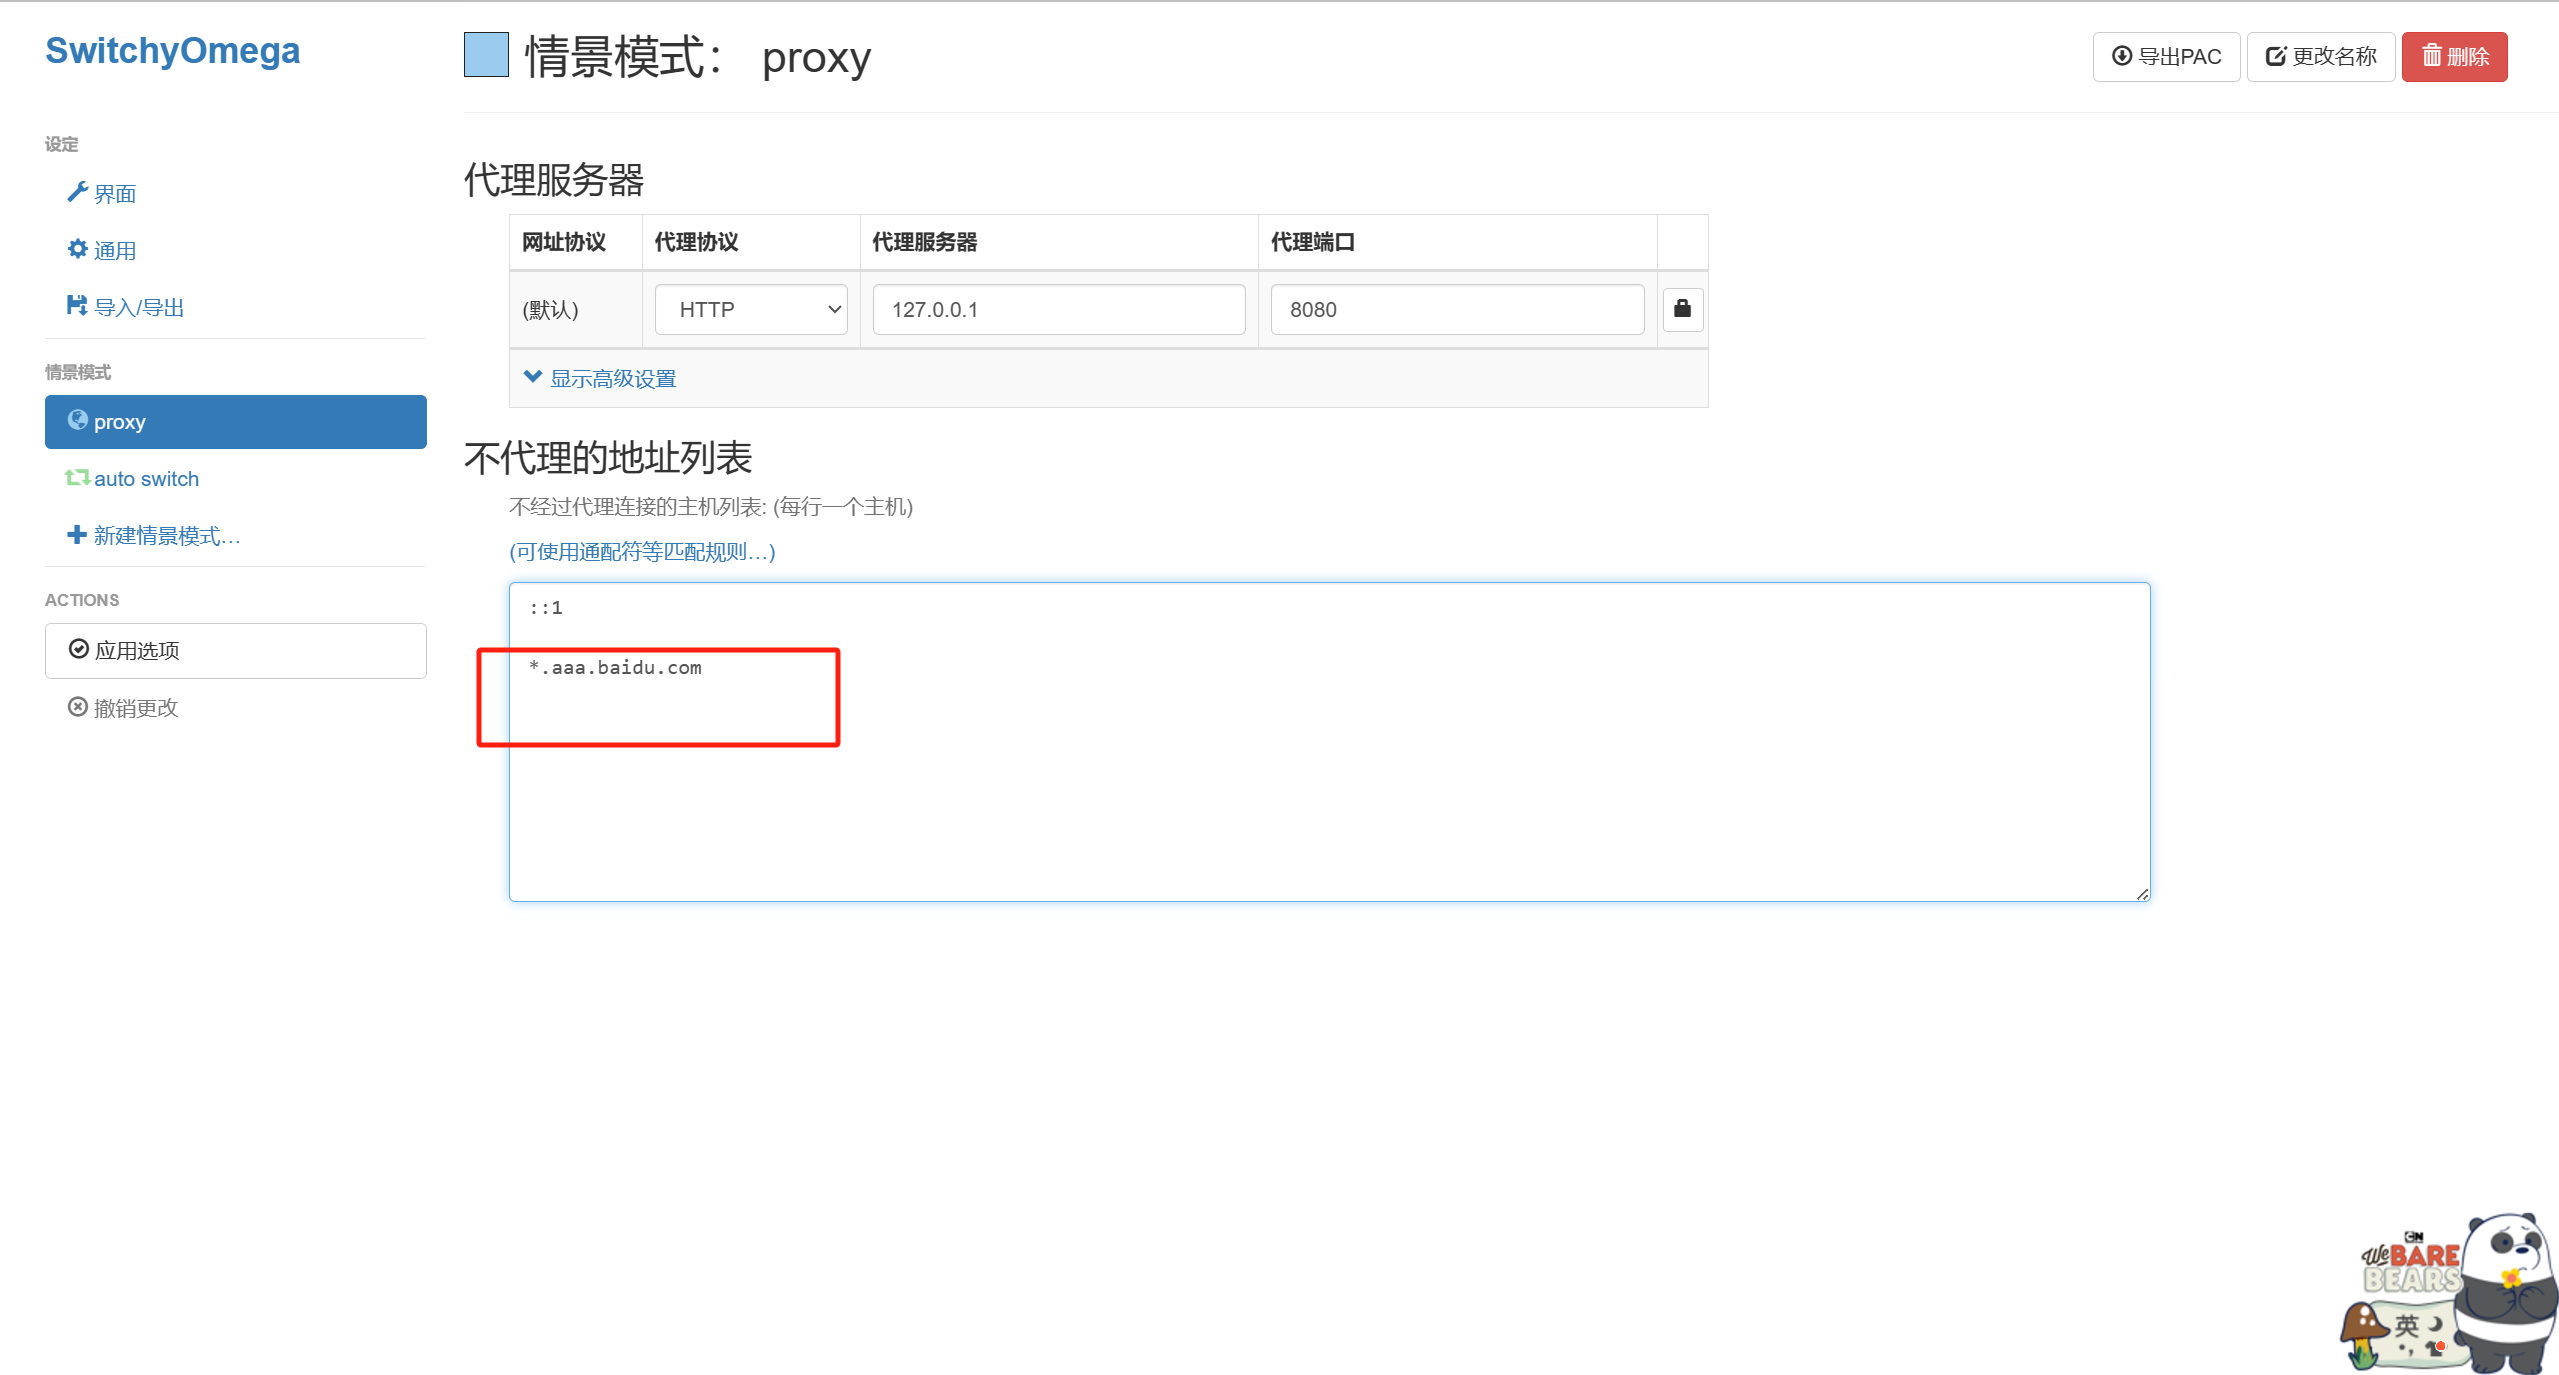 SwitchyOmega
设定
界面
通用
导入/导出
情景模式
proxy
auto switch
新建情景模式…
ACTIONS
应用选项
撤销更改
情景模式： proxy
导出PAC
更改名称
删除
代理服务器
网址协议 代理协议 代理服务器 代理端口
(默认) HTTP 127.0.0.1 8080
显示高级设置
不代理的地址列表
不经过代理连接的主机列表: (每行一个主机)
(可使用通配符等匹配规则…)
::1
*.aaa.baidu.com
CN
We BARE
BEARS
英